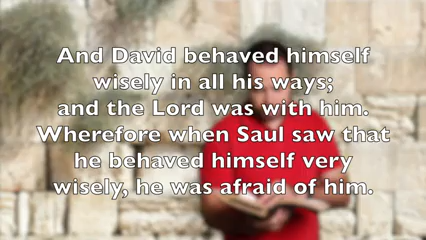 And David behaved himself
wisely in all his ways;
and the Lord was with him.
Wherefore when Saul saw that
he behaved himself very
wisely, he was afraid of him.